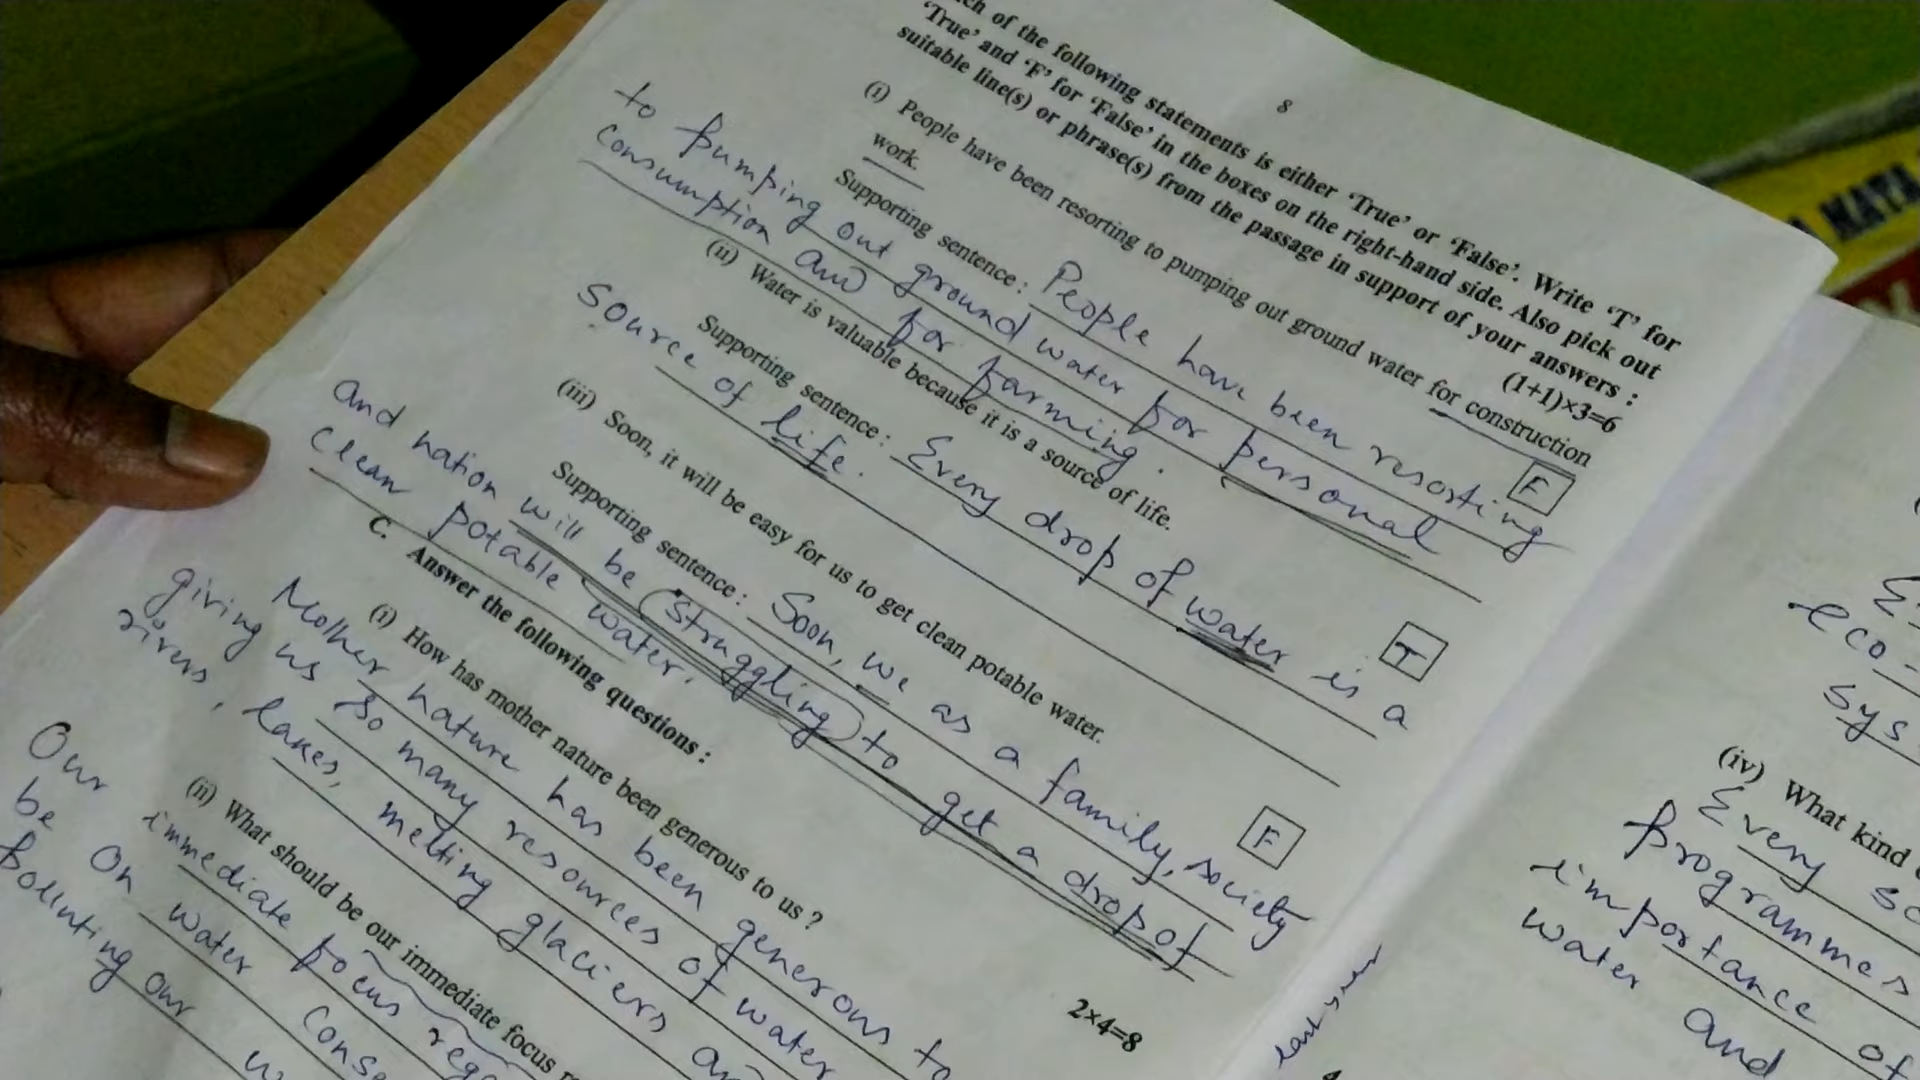 8
of the following statements is either 'True' or 'False'. Write 'T' for
'True' and 'F' for 'False' in the boxes on the right-hand side. Also pick out
suitable line(s) or phrase(s) from the passage in support of your answers :
(1+1)×3=6
(i) People have been resorting to pumping out ground water for construction
work.
F
Supporting sentence : People have been resorting
to pumping out ground water for personal
consumption and for farming.
(ii) Water is valuable because it is a source of life.
T
Supporting sentence : Every drop of water is a
source of life.
(iii) Soon, it will be easy for us to get clean potable water.
F
Supporting sentence : Soon, we as a family, society
and nation will be struggling to get a drop of
clean potable water.
C. Answer the following questions :
2×4=8
(i) How has mother nature been generous to us ?
Mother nature has been generous to
giving us so many resources of water
rivers, lakes, melting glaciers and
(ii) What should be our immediate focus
Our immediate focus
be on water
polluting our
eco-
sys
(iv) What kind
Every
programmes
importance of
water and